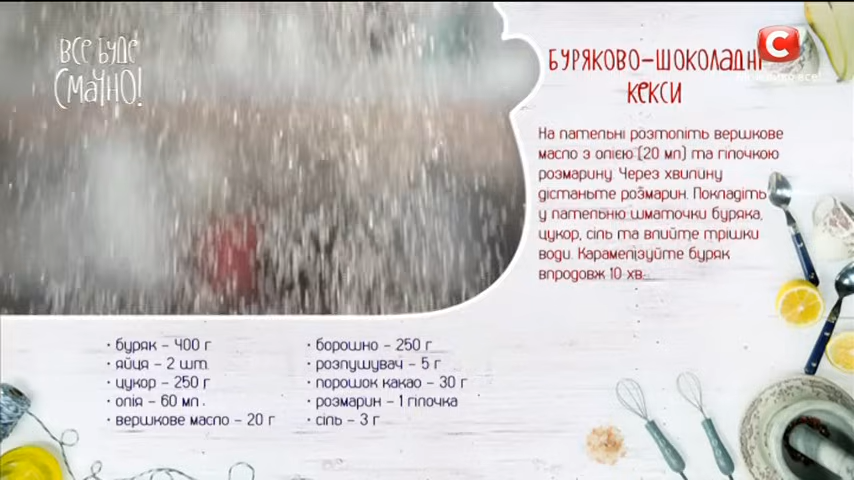 ВСЕ БУДЕ
СМАЧНО!
БУРЯКОВО-ШОКОЛАДНІ
КЕКСИ
На пательні розтопіть вершкове
масло з олією (20 мл) та гілочкою
розмарину. Через хвилину
дістаньте розмарин. Покладіть
у пательню шматочки буряка,
цукор, сіль та влийте трішки
води. Карамелізуйте буряк
впродовж 10 хв.
• буряк – 400 г
• яйця – 2 шт.
• цукор – 250 г
• олія – 60 мл
• вершкове масло – 20 г
• борошно – 250 г
• розпушувач – 5 г
• порошок какао – 30 г
• розмарин – 1 гілочка
• сіль – 3 г